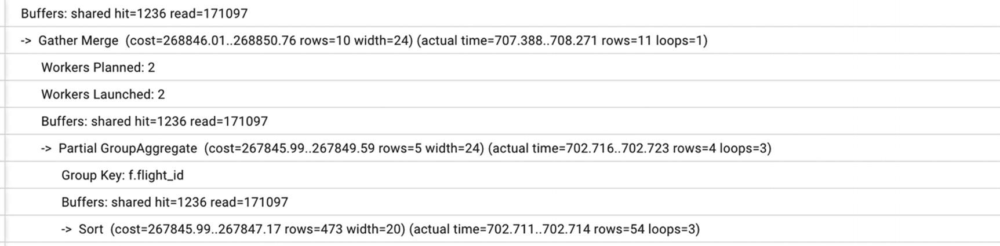 Buffers: shared hit=1236 read=171097
-> Gather Merge (cost=268846.01..268850.76 rows=10 width=24) (actual time=707.388..708.271 rows=11 loops=1)
Workers Planned: 2
Workers Launched: 2
Buffers: shared hit=1236 read=171097
-> Partial GroupAggregate (cost=267845.99..267849.59 rows=5 width=24) (actual time=702.716..702.723 rows=4 loops=3)
Group Key: f.flight_id
Buffers: shared hit=1236 read=171097
-> Sort (cost=267845.99..267847.17 rows=473 width=20) (actual time=702.711..702.714 rows=54 loops=3)